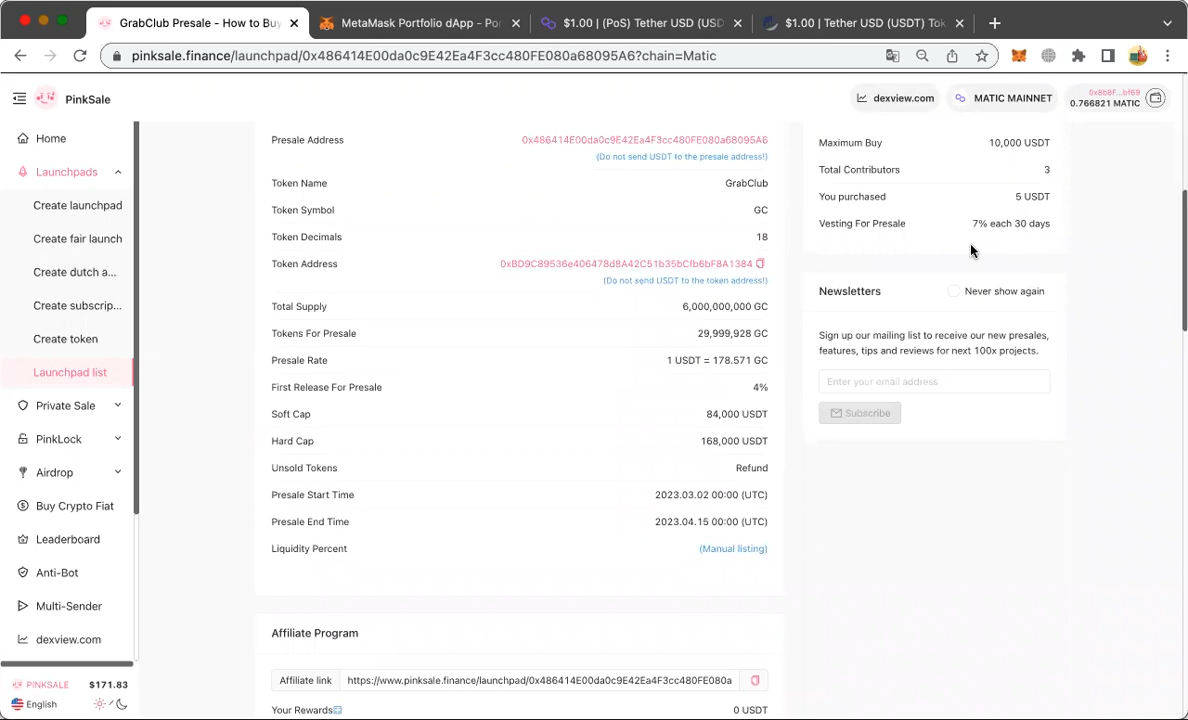 GrabClub Presale - How to Buy
MetaMask Portfolio dApp - Po
$1.00 | (PoS) Tether USD (USD
$1.00 | Tether USD (USDT) Tok
pinksale.finance/launchpad/0x486414E00da0c9E42Ea4F3cc480FE080a68095A6?chain=Matic
PinkSale
dexview.com
MATIC MAINNET
0x8b8F...bf69
0.766821 MATIC
Home
Launchpads
Create launchpad
Create fair launch
Create dutch a...
Create subscrip...
Create token
Launchpad list
Private Sale
PinkLock
Airdrop
Buy Crypto Fiat
Leaderboard
Anti-Bot
Multi-Sender
dexview.com
PINKSALE $171.83
English
Presale Address 0x486414E00da0c9E42Ea4F3cc480FE080a68095A6
(Do not send USDT to the presale address!)
Token Name GrabClub
Token Symbol GC
Token Decimals 18
Token Address 0xBD9C89536e406478d8A42C51b35bCfb6bF8A1384
(Do not send USDT to the token address!)
Total Supply 6,000,000,000 GC
Tokens For Presale 29,999,928 GC
Presale Rate 1 USDT = 178.571 GC
First Release For Presale 4%
Soft Cap 84,000 USDT
Hard Cap 168,000 USDT
Unsold Tokens Refund
Presale Start Time 2023.03.02 00:00 (UTC)
Presale End Time 2023.04.15 00:00 (UTC)
Liquidity Percent (Manual listing)
Affiliate Program
Affiliate link https://www.pinksale.finance/launchpad/0x486414E00da0c9E42Ea4F3cc480FE080a
Your Rewards 0 USDT
Maximum Buy 10,000 USDT
Total Contributors 3
You purchased 5 USDT
Vesting For Presale 7% each 30 days
Newsletters Never show again
Sign up our mailing list to receive our new presales,
features, tips and reviews for next 100x projects.
Enter your email address
Subscribe